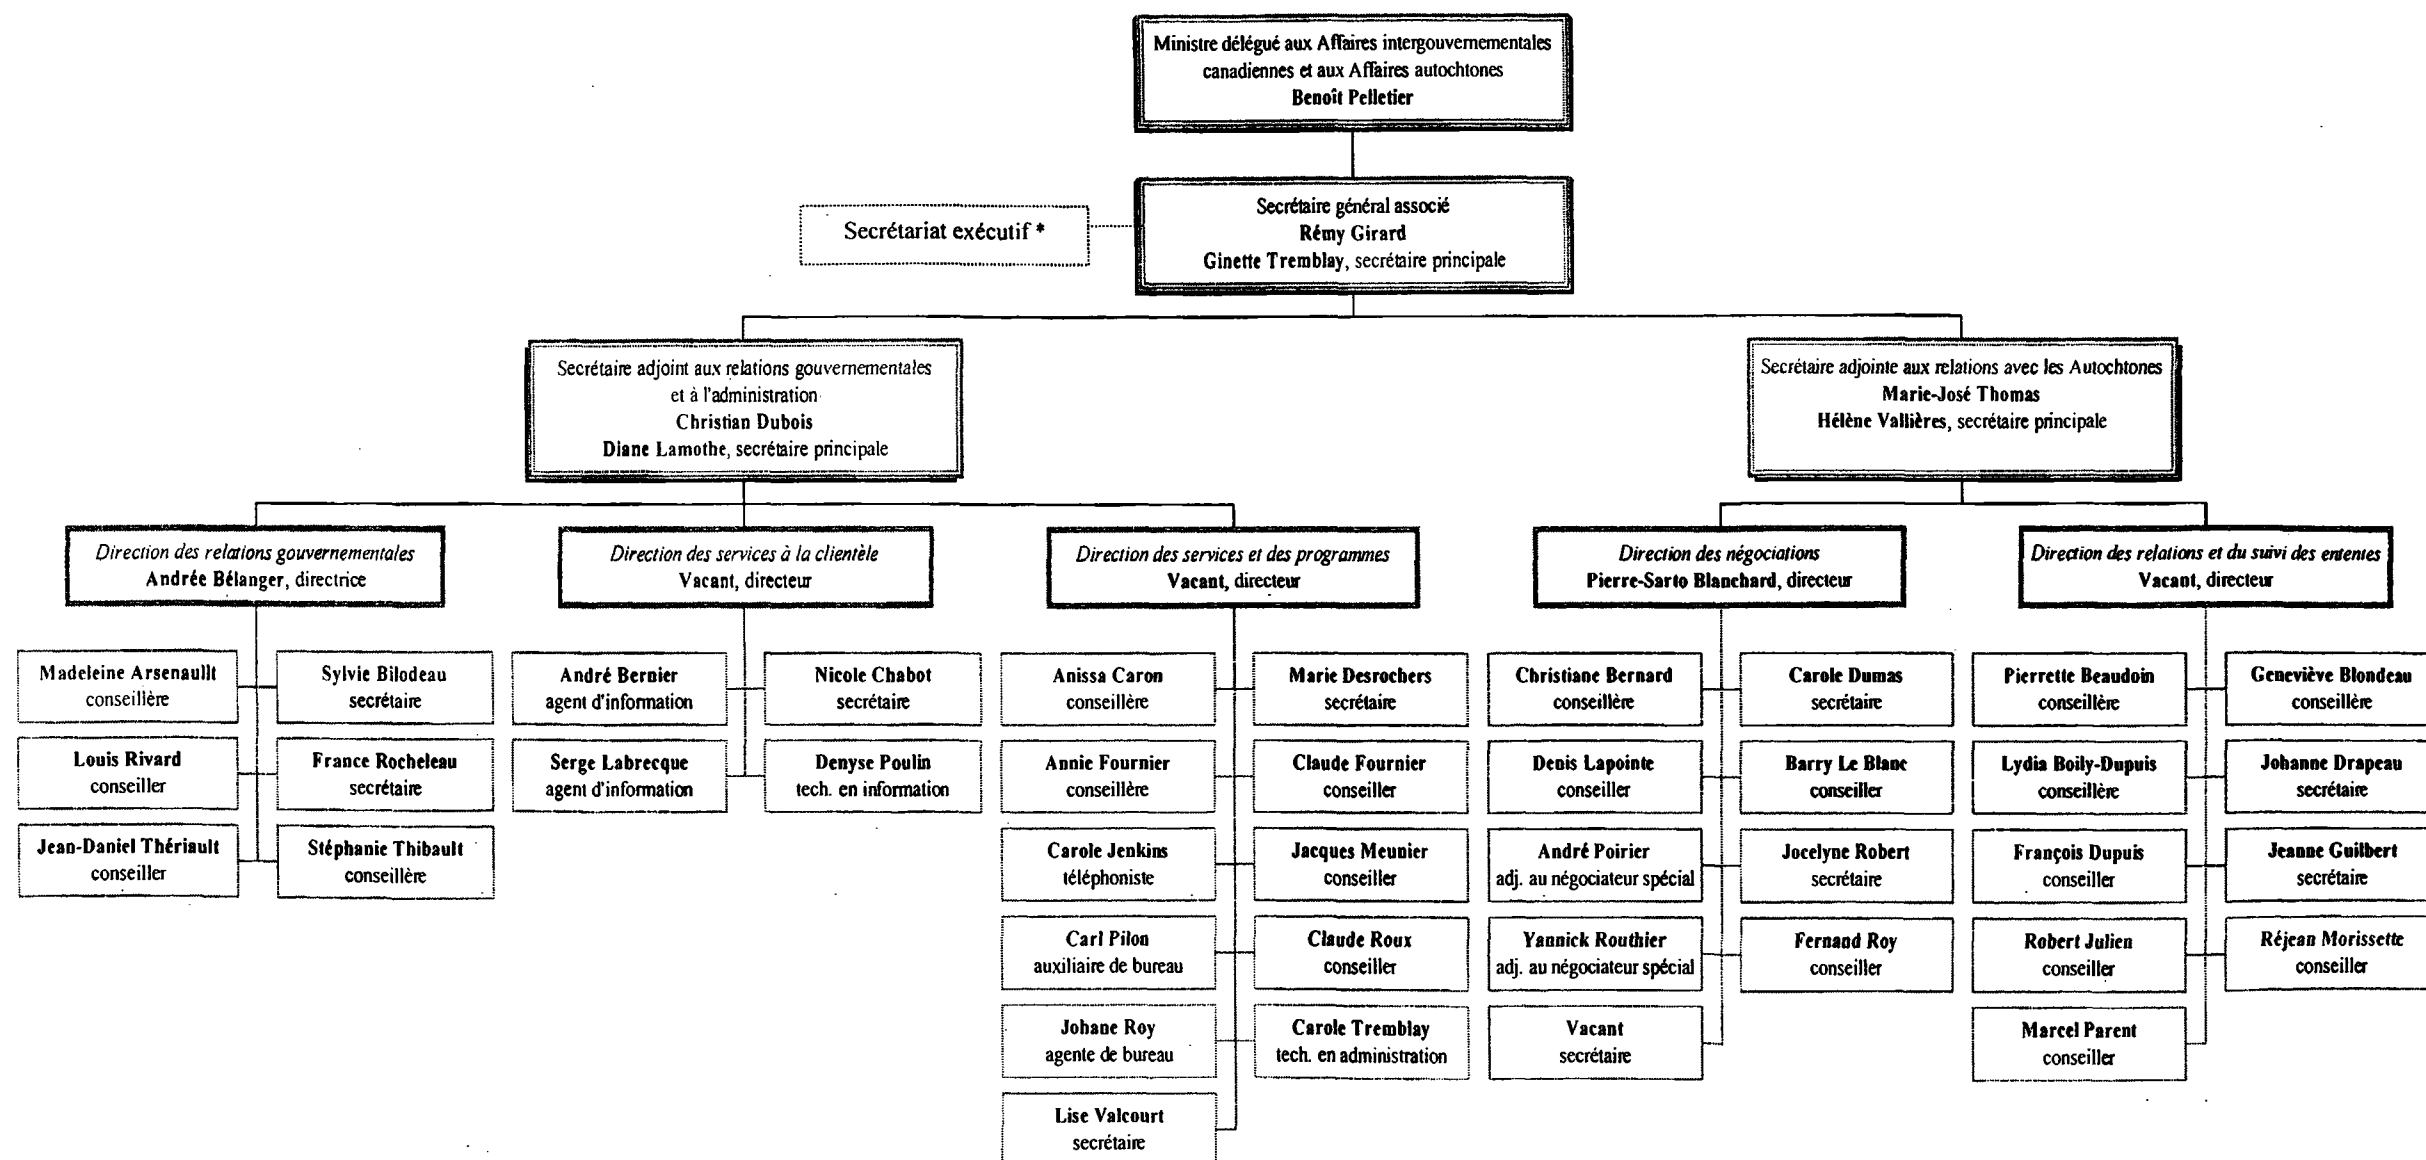 Ministre délégué aux Affaires intergouvernementales
canadiennes et aux Affaires autochtones
Benoît Pelletier
Secrétariat exécutif *
Secrétaire général associé
Rémy Girard
Ginette Tremblay, secrétaire principale
Secrétaire adjoint aux relations gouvernementales
et à l'administration
Christian Dubois
Diane Lamothe, secrétaire principale
Secrétaire adjointe aux relations avec les Autochtones
Marie-José Thomas
Hélène Vallières, secrétaire principale
Direction des relations gouvernementales
Andrée Bélanger, directrice
Direction des services à la clientèle
Vacant, directeur
Direction des services et des programmes
Vacant, directeur
Direction des négociations
Pierre-Sarto Blanchard, directeur
Direction des relations et du suivi des ententes
Vacant, directeur
Madeleine Arsenaullt
conseillère
Sylvie Bilodeau
secrétaire
Louis Rivard
conseiller
France Rocheleau
secrétaire
Jean-Daniel Thériault
conseiller
Stéphanie Thibault
conseillère
André Bernier
agent d'information
Nicole Chabot
secrétaire
Serge Labrecque
agent d'information
Denyse Poulin
tech. en information
Anissa Caron
conseillère
Marie Desrochers
secrétaire
Annie Fournier
conseillère
Claude Fournier
conseiller
Carole Jenkins
téléphoniste
Jacques Meunier
conseiller
Carl Pilon
auxiliaire de bureau
Claude Roux
conseiller
Johane Roy
agente de bureau
Carole Tremblay
tech. en administration
Lise Valcourt
secrétaire
Christiane Bernard
conseillère
Carole Dumas
secrétaire
Denis Lapointe
conseiller
Barry Le Blanc
conseiller
André Poirier
adj. au négociateur spécial
Jocelyne Robert
secrétaire
Yannick Routhier
adj. au négociateur spécial
Fernand Roy
conseiller
Vacant
secrétaire
Pierrette Beaudoin
conseillère
Geneviève Blondeau
conseillère
Lydia Boily-Dupuis
conseillère
Johanne Drapeau
secrétaire
François Dupuis
conseiller
Jeanne Guilbert
secrétaire
Robert Julien
conseiller
Réjean Morissette
conseiller
Marcel Parent
conseiller